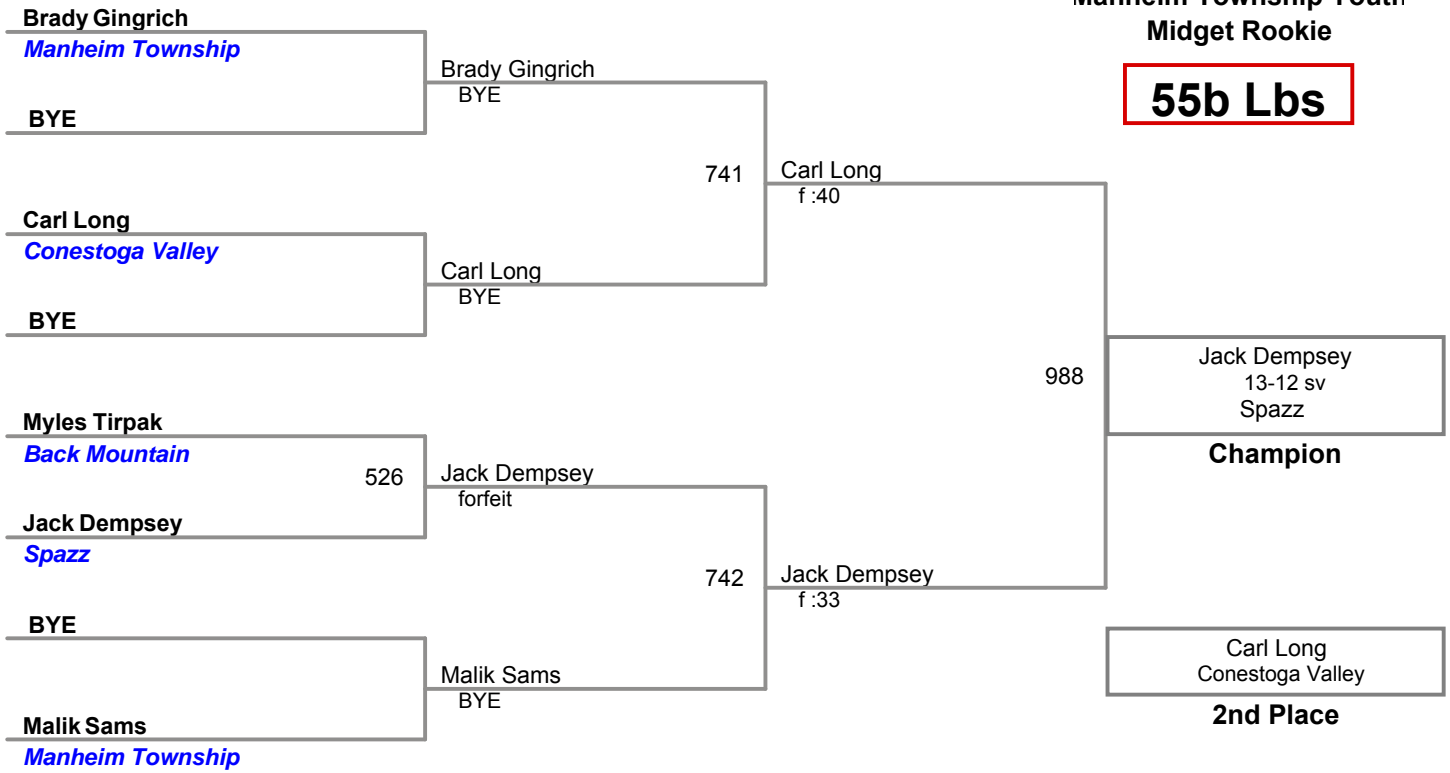 Manheim Township Youth
Midget Rookie
55b Lbs
Brady Gingrich
Manheim Township
BYE
Brady Gingrich
BYE
Carl Long
Conestoga Valley
BYE
Carl Long
BYE
741
Carl Long
f :40
Myles Tirpak
Back Mountain
526
Jack Dempsey
Spazz
Jack Dempsey
forfeit
BYE
Malik Sams
Manheim Township
Malik Sams
BYE
742
Jack Dempsey
f :33
988
Jack Dempsey
13-12 sv
Spazz
Champion
Carl Long
Conestoga Valley
2nd Place